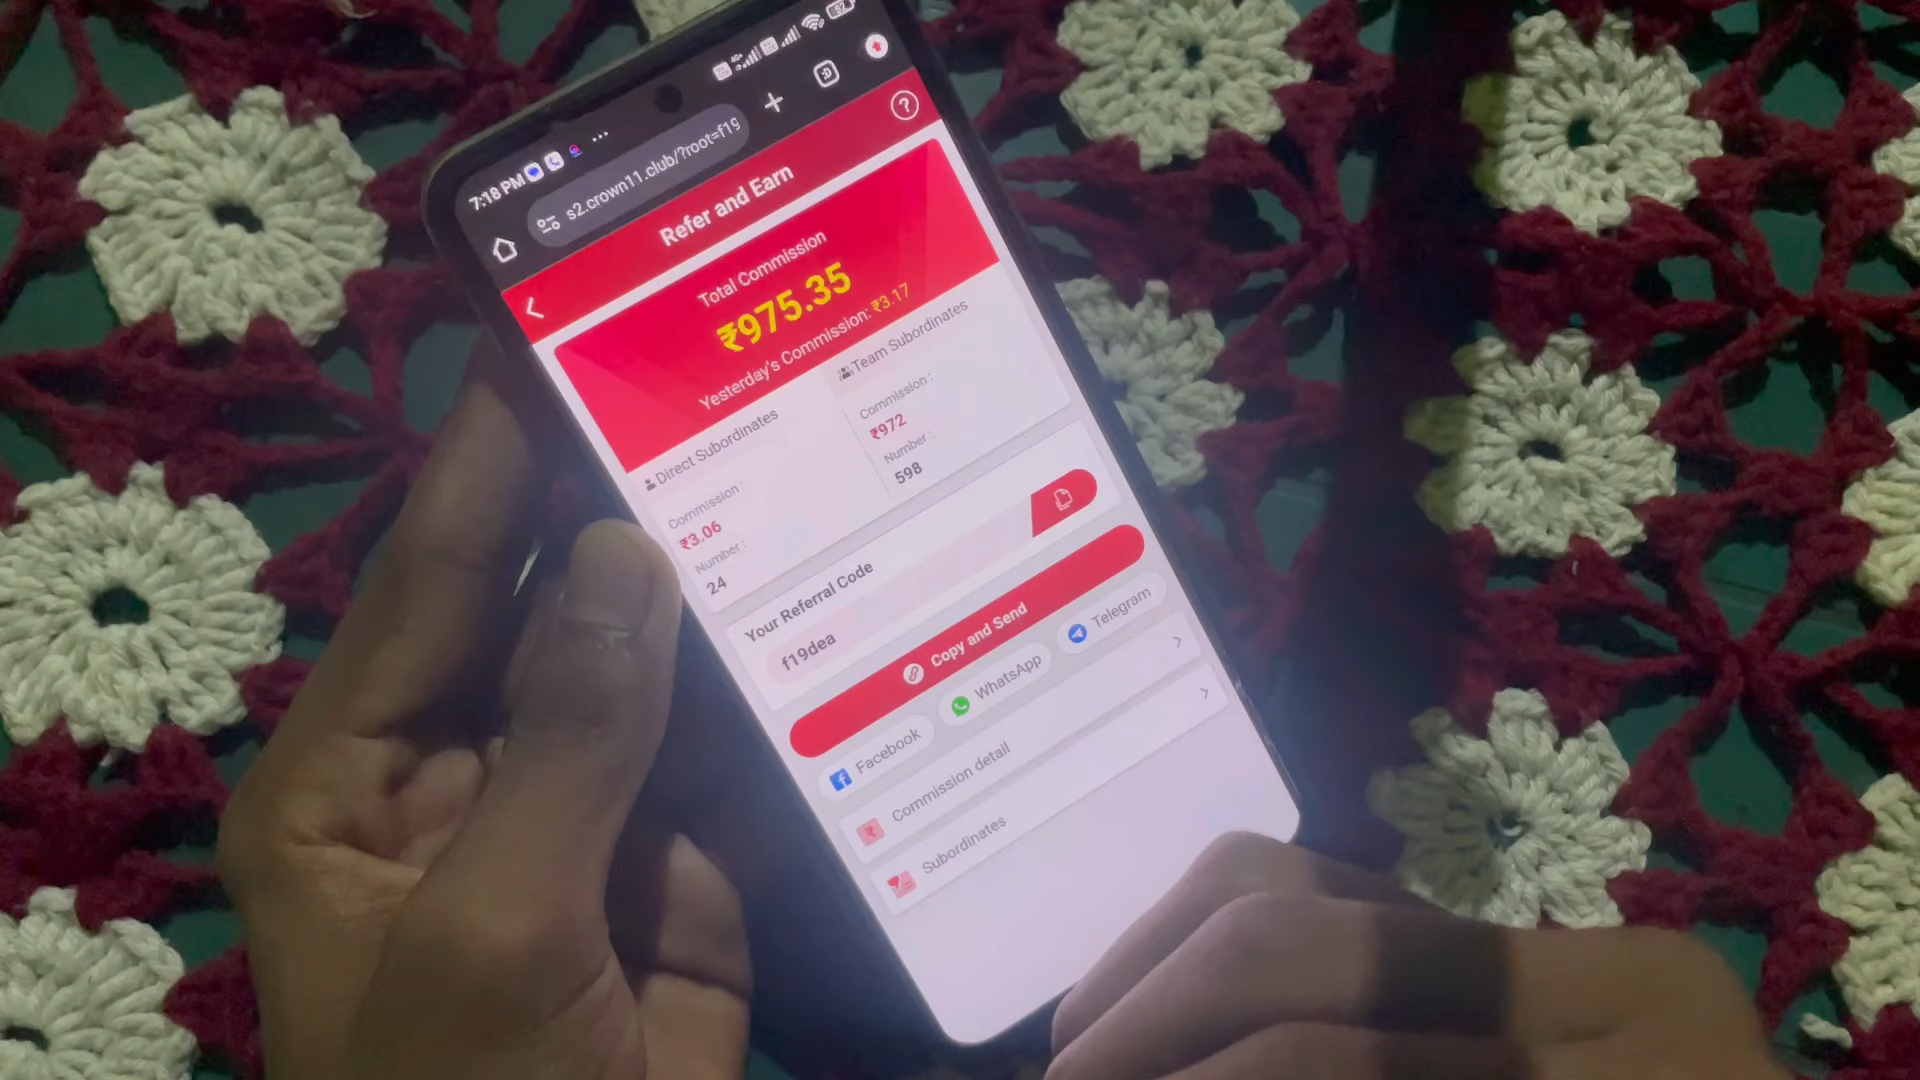 7:18 PM
92
s2.crown11.club/?root=f19
:D
Refer and Earn
?
Total Commission
₹975.35
Yesterday's Commission: ₹3.17
Direct Subordinates
Commission :
₹3.06
Number :
24
Team Subordinates
Commission :
₹972
Number :
598
Your Referral Code
f19dea
Copy and Send
Facebook
WhatsApp
Telegram
Commission detail
Subordinates